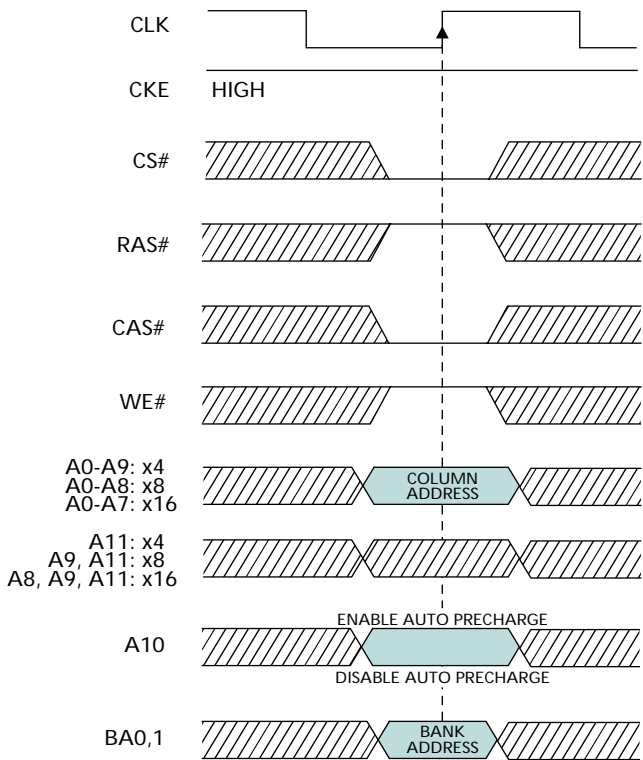 CLK
CKE HIGH
CS#
RAS#
CAS#
WE#
A0-A9: x4
A0-A8: x8
A0-A7: x16
COLUMN
ADDRESS
A11: x4
A9, A11: x8
A8, A9, A11: x16
ENABLE AUTO PRECHARGE
A10
DISABLE AUTO PRECHARGE
BA0,1
BANK
ADDRESS